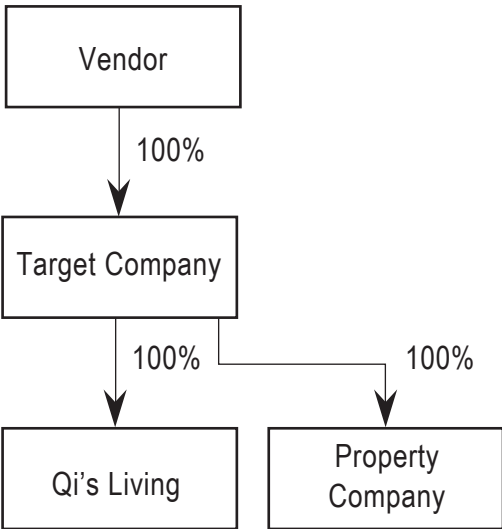 Vendor
100%
Target Company
100%
100%
Qi’s Living
Property
Company